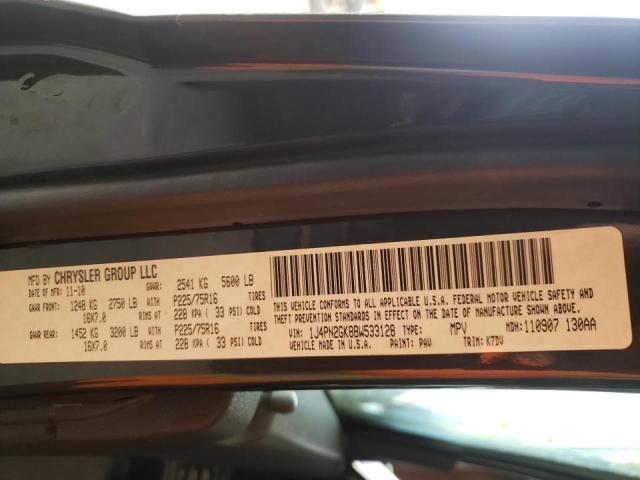 MFD BY CHRYSLER GROUP LLC
DATE OF MFR: 11-10 GVWR: 2541 KG 5600 LB
GAWR FRONT: 1248 KG 2750 LB WITH P225/75R16 TIRES
16X7.0 RIMS AT 228 KPA ( 33 PSI) COLD
GAWR REAR: 1452 KG 3200 LB WITH P225/75R16 TIRES
16X7.0 RIMS AT 228 KPA ( 33 PSI) COLD
THIS VEHICLE CONFORMS TO ALL APPLICABLE U.S.A. FEDERAL MOTOR VEHICLE SAFETY, BUMPER AND
THEFT PREVENTION STANDARDS IN EFFECT ON THE DATE OF MANUFACTURE SHOWN ABOVE.
VIN: 1J4PN2GK8BW533128 TYPE: MPV MDH: 110907 130AA
VEHICLE MADE IN U.S.A. PAINT: PAV TRIM: K7DV